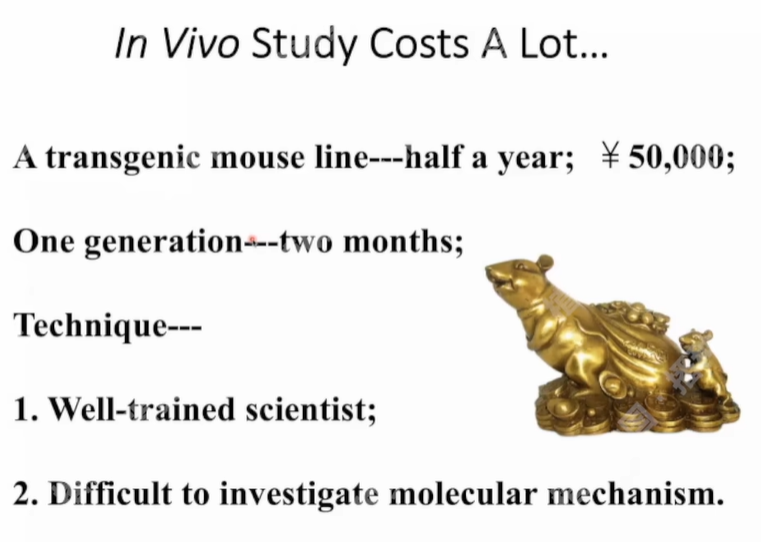 In Vivo Study Costs A Lot...
A transgenic mouse line---half a year; ¥ 50,000;
One generation---two months;
Technique---
1. Well-trained scientist;
2. Difficult to investigate molecular mechanism.